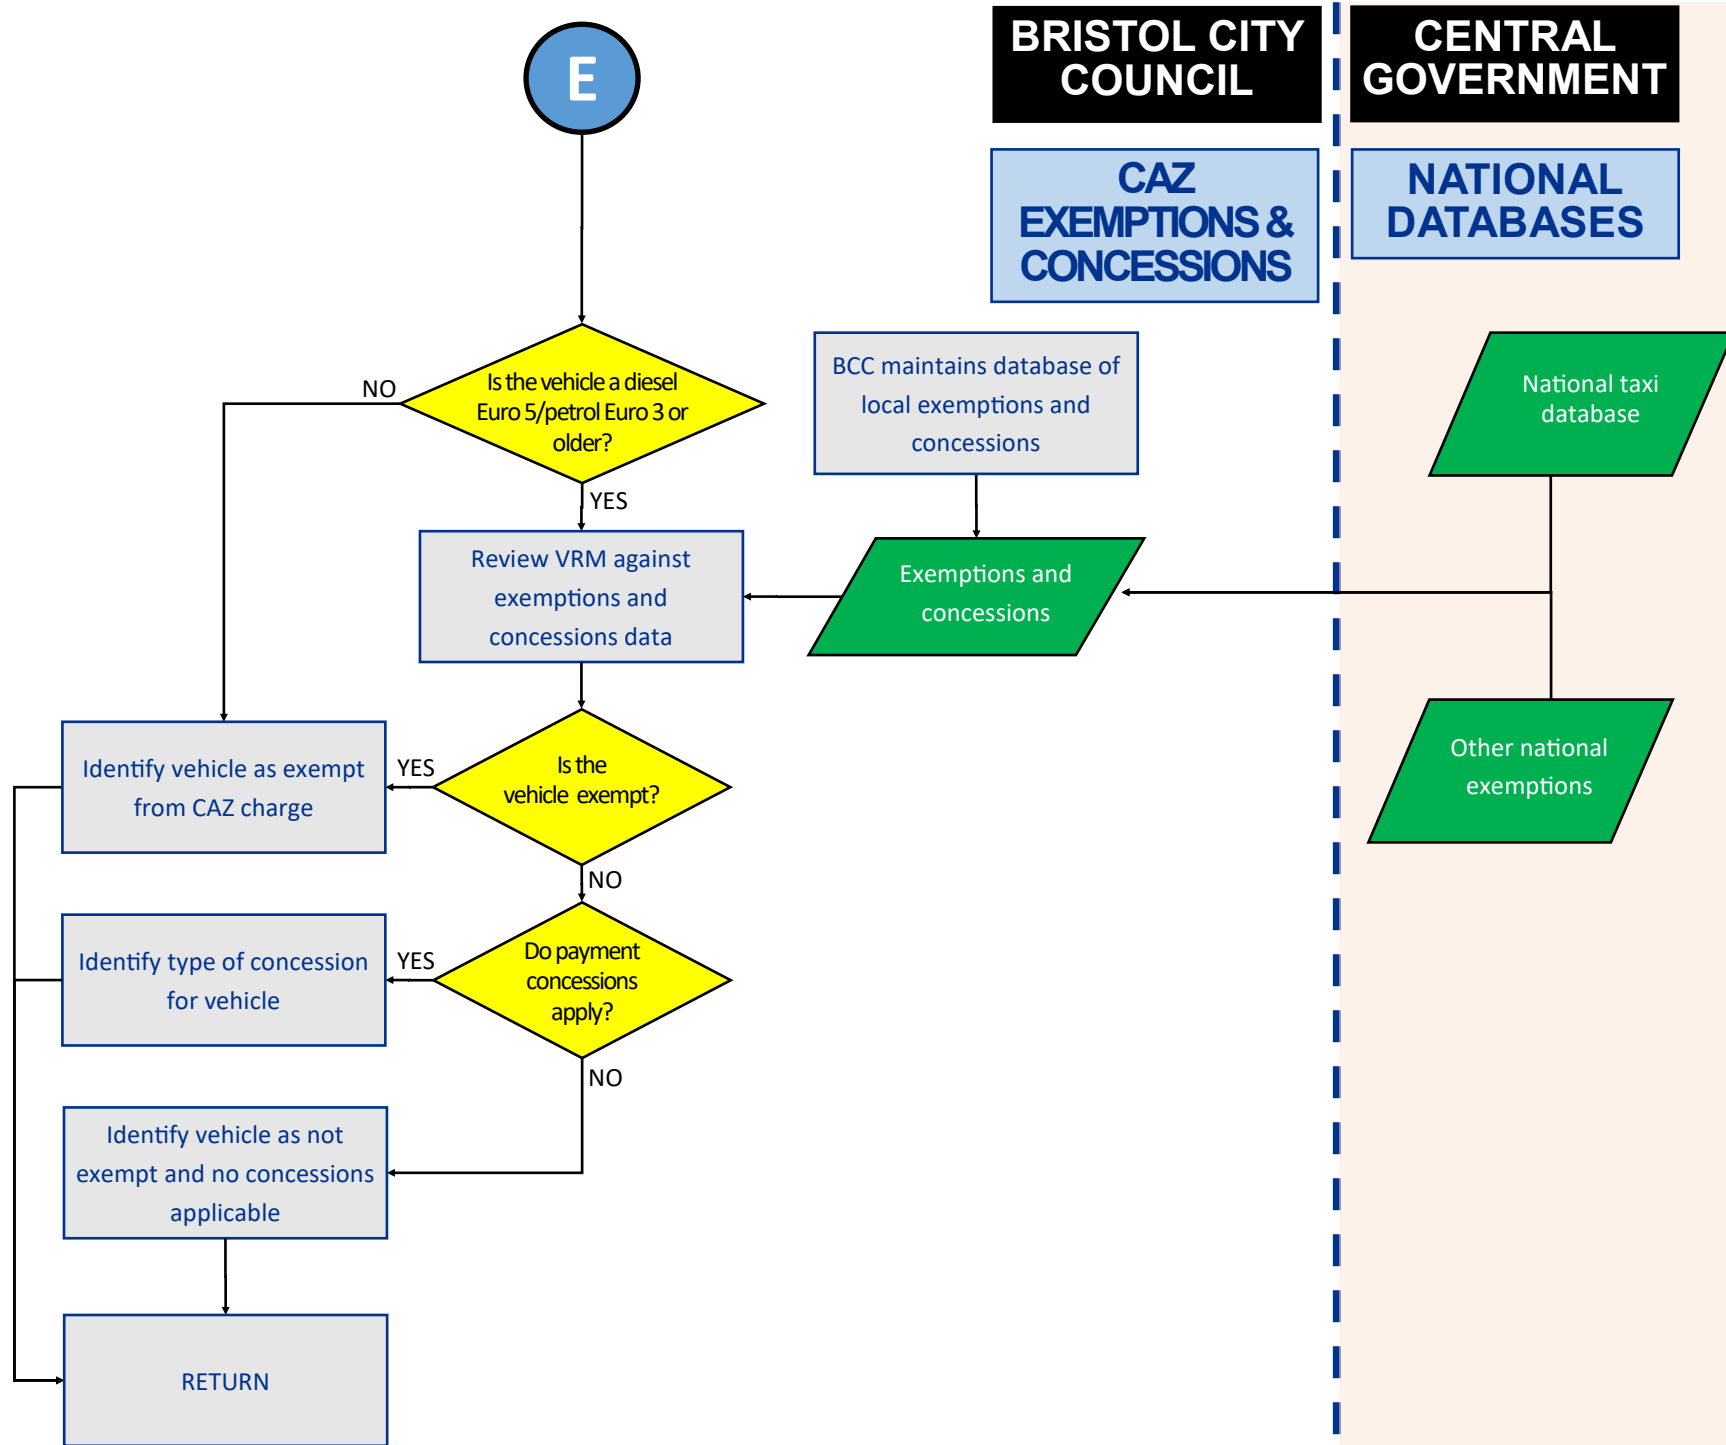 E
BRISTOL CITY
COUNCIL
CENTRAL
GOVERNMENT
CAZ
EXEMPTIONS &
CONCESSIONS
NATIONAL
DATABASES
Is the vehicle a diesel
Euro 5/petrol Euro 3 or
older?
NO
YES
BCC maintains database of
local exemptions and
concessions
National taxi
database
Review VRM against
exemptions and
concessions data
Exemptions and
concessions
Identify vehicle as exempt
from CAZ charge
YES
Is the
vehicle exempt?
NO
Other national
exemptions
Identify type of concession
for vehicle
YES
Do payment
concessions
apply?
NO
Identify vehicle as not
exempt and no concessions
applicable
RETURN